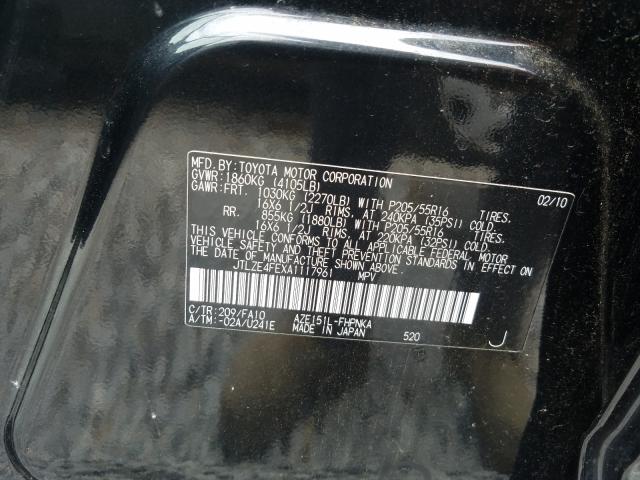 MFD. BY: TOYOTA MOTOR CORPORATION 02/10
GVWR: 1860KG (4105LB)
GAWR: FRT. 1030KG (2270LB) WITH P205/55R16 TIRES.
16X6 1/2J RIMS, AT 240KPA (35PSI) COLD.
RR. 855KG (1880LB) WITH P205/55R16 TIRES.
16X6 1/2J RIMS, AT 220KPA (32PSI) COLD.
THIS VEHICLE CONFORMS TO ALL APPLICABLE FEDERAL MOTOR
VEHICLE SAFETY AND THEFT PREVENTION STANDARDS IN EFFECT ON
THE DATE OF MANUFACTURE SHOWN ABOVE.
JTLZE4FEXA1117961 MPV
C/TR: 209/FA10 AZE151L-FHPNKA
A/TM: -02A/U241E MADE IN JAPAN 520 J